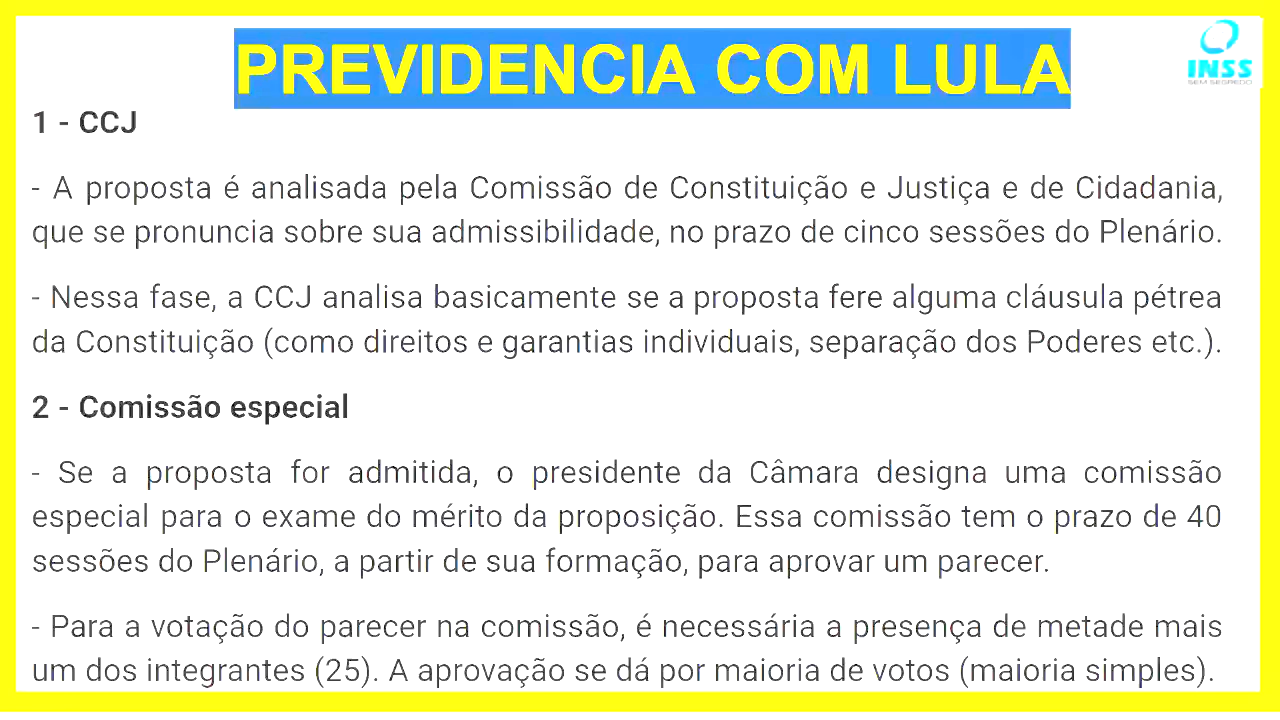 PREVIDENCIA COM LULA
INSS
SEM SEGREDO
1 - CCJ
- A proposta é analisada pela Comissão de Constituição e Justiça e de Cidadania,
que se pronuncia sobre sua admissibilidade, no prazo de cinco sessões do Plenário.
- Nessa fase, a CCJ analisa basicamente se a proposta fere alguma cláusula pétrea
da Constituição (como direitos e garantias individuais, separação dos Poderes etc.).
2 - Comissão especial
- Se a proposta for admitida, o presidente da Câmara designa uma comissão
especial para o exame do mérito da proposição. Essa comissão tem o prazo de 40
sessões do Plenário, a partir de sua formação, para aprovar um parecer.
- Para a votação do parecer na comissão, é necessária a presença de metade mais
um dos integrantes (25). A aprovação se dá por maioria de votos (maioria simples).